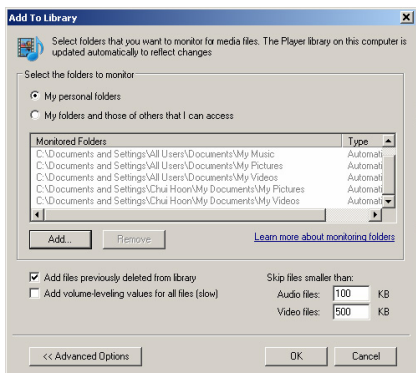 Add To Library
Select folders that you want to monitor for media files. The Player library on this computer is
updated automatically to reflect changes
Select the folders to monitor
My personal folders
My folders and those of others that I can access
Monitored Folders Type
C:\Documents and Settings\All Users\Documents\My Music Automati
C:\Documents and Settings\All Users\Documents\My Pictures Automati
C:\Documents and Settings\All Users\Documents\My Videos Automati
C:\Documents and Settings\Chui Hoon\My Documents\My Pictures Automati
C:\Documents and Settings\Chui Hoon\My Documents\My Videos Automati
Add... Remove Learn more about monitoring folders
Add files previously deleted from library Skip files smaller than:
Add volume-leveling values for all files (slow) Audio files: 100 KB
Video files: 500 KB
<< Advanced Options OK Cancel